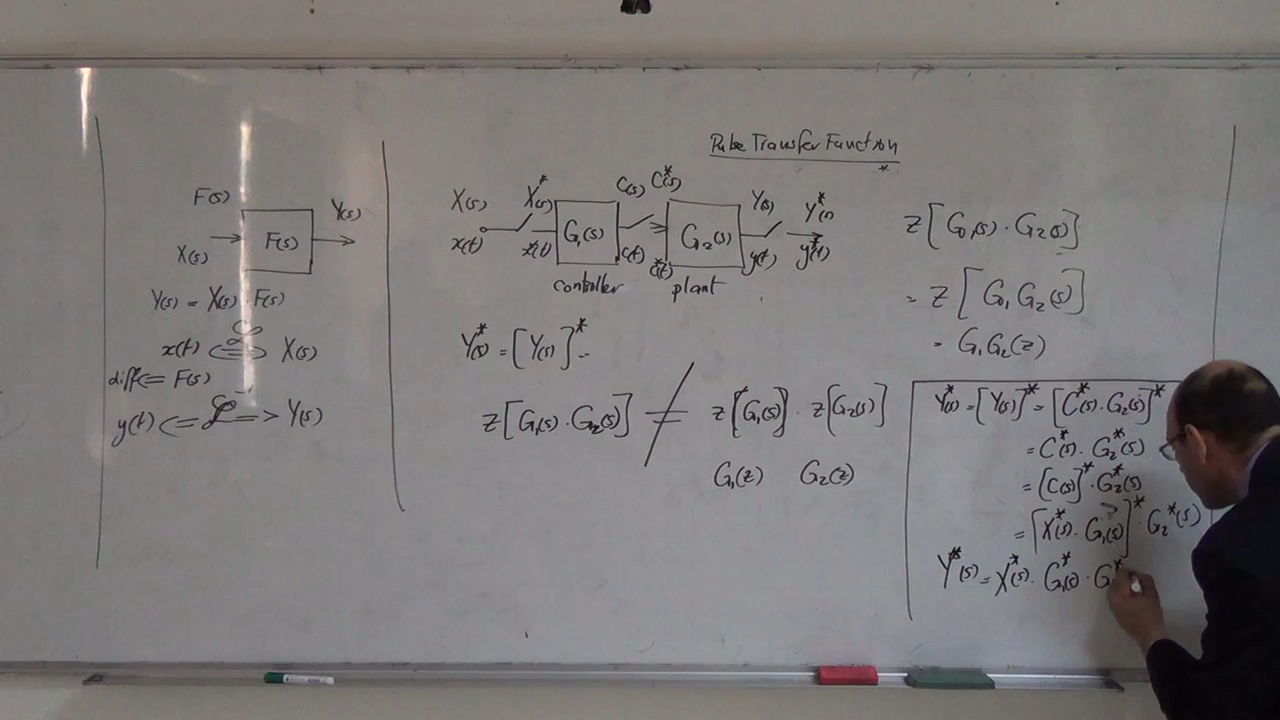 F(s)
Y(s)
X(s)
F(s)
Y(s) = X(s) · F(s)
x(t) X(s)
diff <= F(s)
y(t) <= ℒ => Y(s)
Pulse Transfer Function
X(s) X*(s) C(s) C*(s) Y(s) Y*(s)
G₁(s) G₂(s)
x(t) x*(t) c(t) c*(t) y(t) y*(t)
controller plant
Y*(s) = [Y(s)]*
z[G₁(s) · G₂(s)] ≠ z[G₁(s)] · z[G₂(s)]
G₁(z) G₂(z)
z[G₁(s) · G₂(s)]
= z[G₁G₂(s)]
= G₁G₂(z)
Y*(s) = [Y(s)]* = [C*(s) · G₂(s)]*
= C*(s) · G₂*(s)
= [C(s)]* · G₂*(s)
= [X*(s) · G₁(s)]* · G₂*(s)
Y*(s) = X*(s) · G₁*(s) · G*